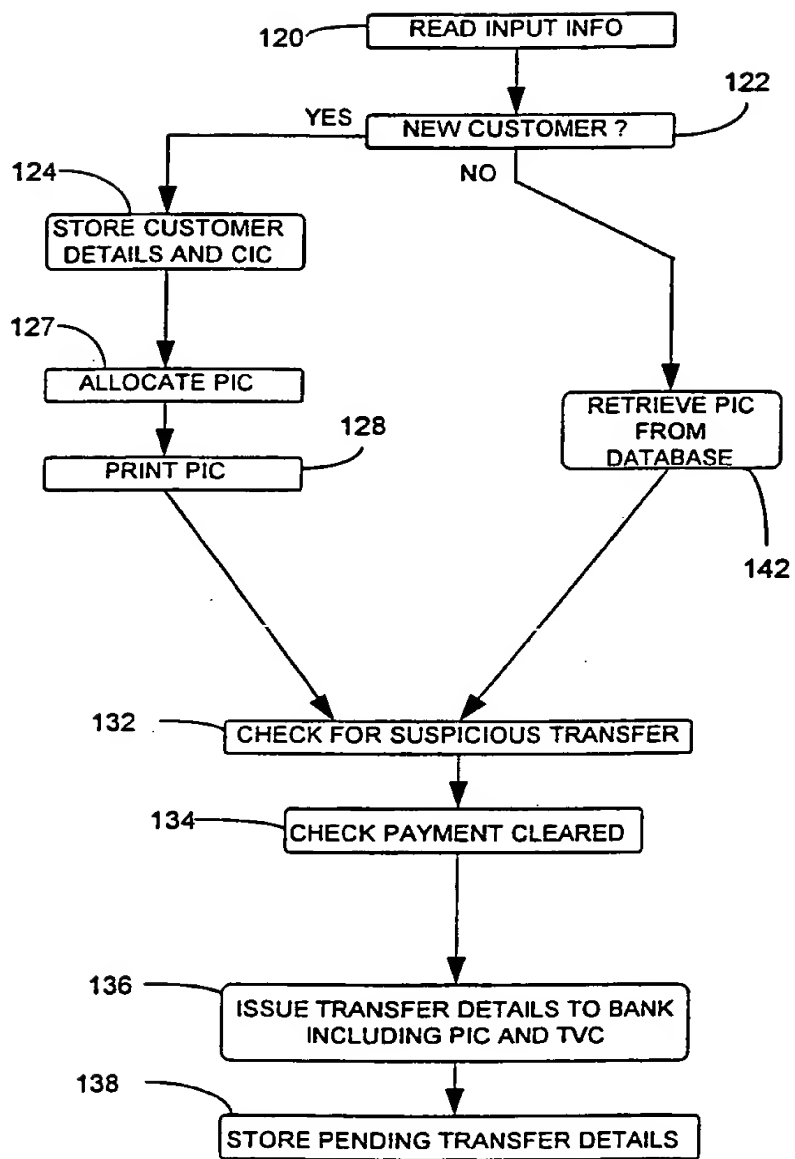 120
READ INPUT INFO
122
YES
NEW CUSTOMER ?
NO
124
STORE CUSTOMER
DETAILS AND CIC
127
ALLOCATE PIC
128
PRINT PIC
RETRIEVE PIC
FROM
DATABASE
142
132
CHECK FOR SUSPICIOUS TRANSFER
134
CHECK PAYMENT CLEARED
136
ISSUE TRANSFER DETAILS TO BANK
INCLUDING PIC AND TVC
138
STORE PENDING TRANSFER DETAILS